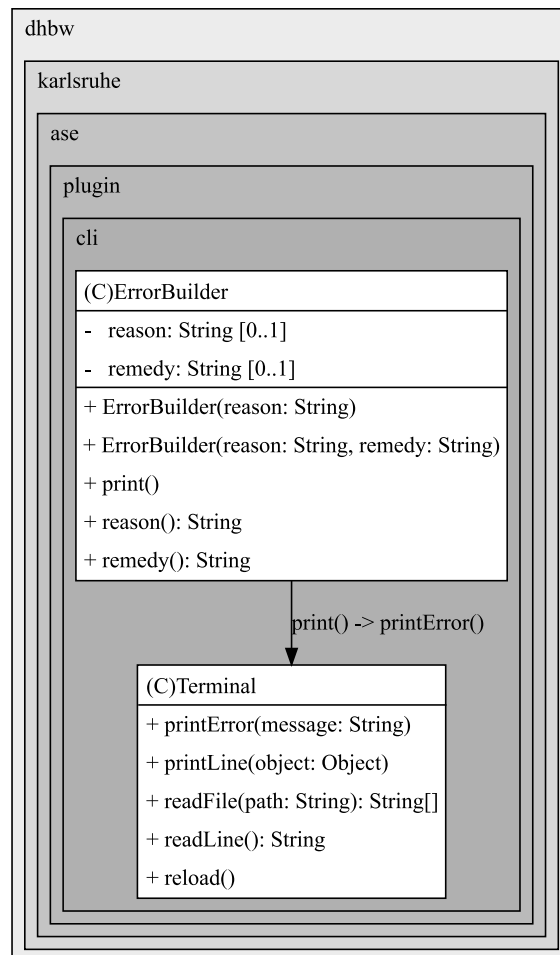 dhbw
karlsruhe
ase
plugin
cli
(C)ErrorBuilder
- reason: String [0..1]
- remedy: String [0..1]
+ ErrorBuilder(reason: String)
+ ErrorBuilder(reason: String, remedy: String)
+ print()
+ reason(): String
+ remedy(): String
print() -> printError()
(C)Terminal
+ printError(message: String)
+ printLine(object: Object)
+ readFile(path: String): String[]
+ readLine(): String
+ reload()